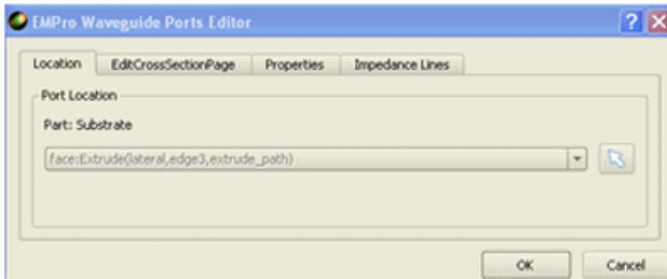 EMPro Waveguide Ports Editor
Location EditCrossSectionPage Properties Impedance Lines
Port Location
Part: Substrate
face:Extrude(lateral,edge3,extrude_path)
OK Cancel